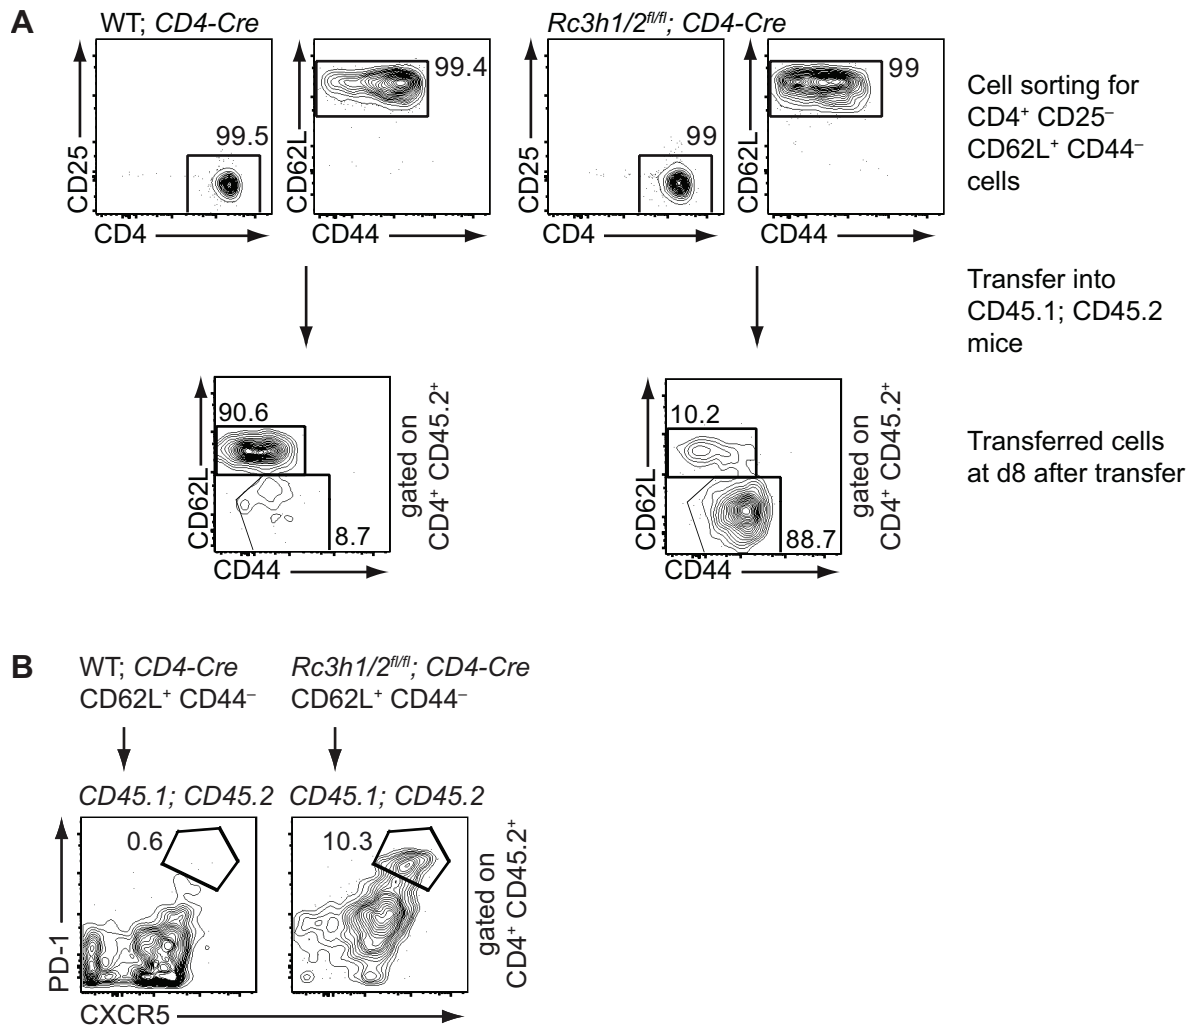 A
WT; CD4-Cre
Rc3h1/2fl/fl; CD4-Cre
CD25
99.5
CD4
CD62L
99.4
CD44
CD25
99
CD4
CD62L
99
CD44
Cell sorting for
CD4+ CD25–
CD62L+ CD44–
cells
Transfer into
CD45.1; CD45.2
mice
CD62L
90.6
8.7
CD44
gated on
CD4+ CD45.2+
CD62L
10.2
88.7
CD44
gated on
CD4+ CD45.2+
Transferred cells
at d8 after transfer
B
WT; CD4-Cre
CD62L+ CD44–
Rc3h1/2fl/fl; CD4-Cre
CD62L+ CD44–
CD45.1; CD45.2
CD45.1; CD45.2
PD-1
0.6
10.3
gated on
CD4+ CD45.2+
CXCR5